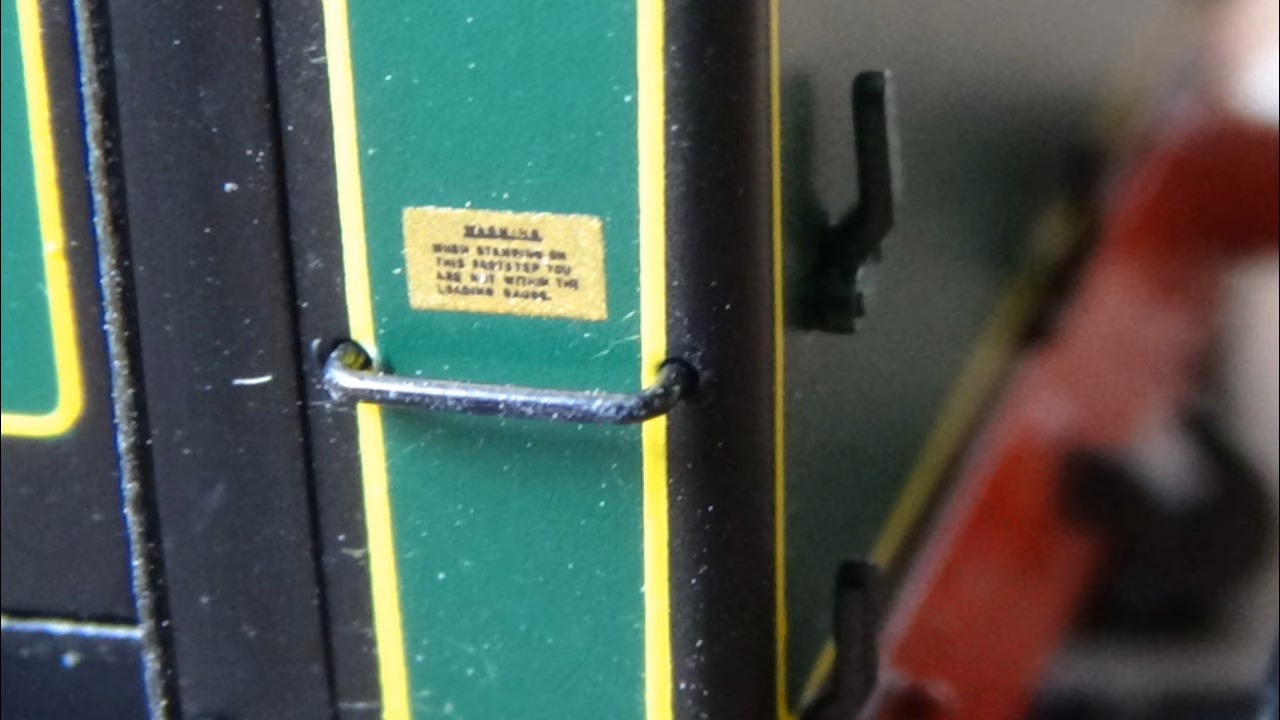 WARNING
WHEN STANDING ON
THIS FOOTSTEP YOU
ARE NOT WITHIN THE
LOADING GAUGE.